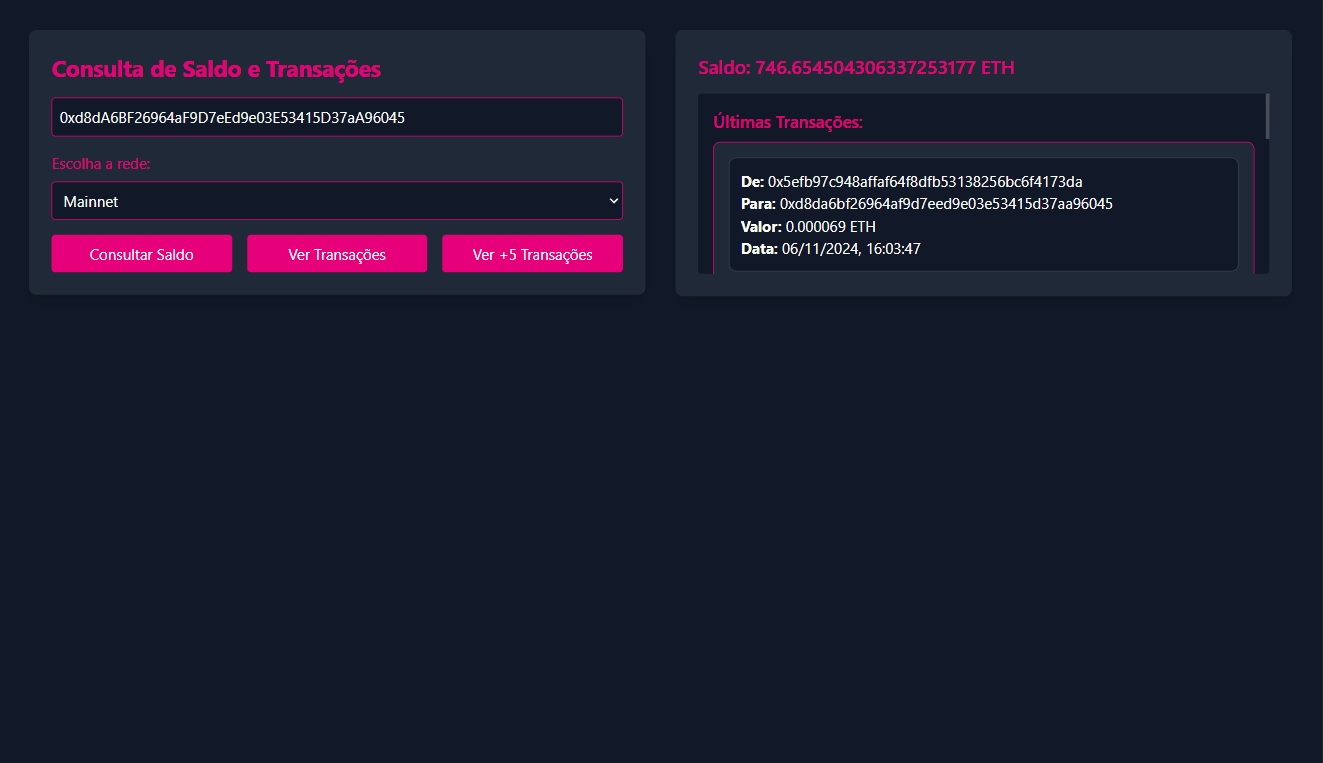 Consulta de Saldo e Transações
0xd8dA6BF26964aF9D7eEd9e03E53415D37aA96045
Escolha a rede:
Mainnet
Consultar Saldo
Ver Transações
Ver +5 Transações
Saldo: 746.654504306337253177 ETH
Últimas Transações:
De: 0x5efb97c948affaf64f8dfb53138256bc6f4173da
Para: 0xd8da6bf26964af9d7eed9e03e53415d37aa96045
Valor: 0.000069 ETH
Data: 06/11/2024, 16:03:47